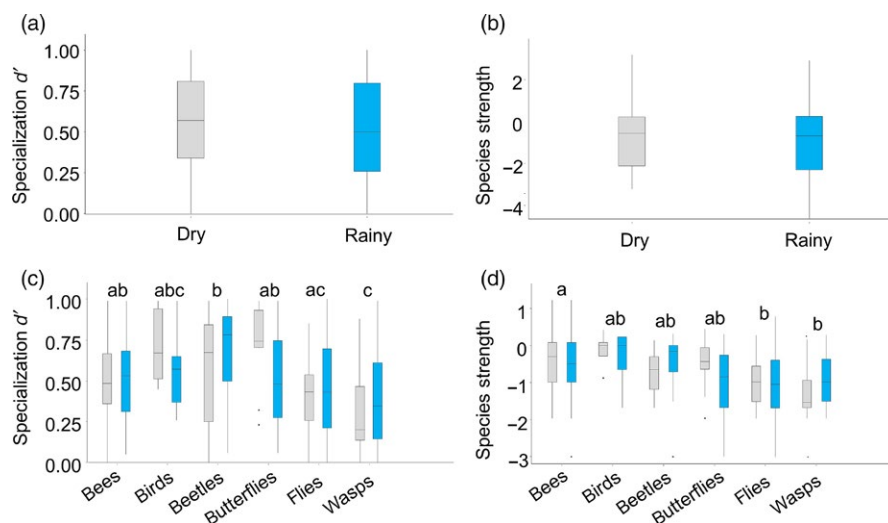 (a)
1.00
0.75
0.50
0.25
0.00
Specialization d'
Dry
Rainy
(b)
2
0
−2
−4
Species strength
Dry
Rainy
(c)
1.00
0.75
0.50
0.25
0.00
Specialization d'
ab
abc
b
ab
ac
c
Bees
Birds
Beetles
Butterflies
Flies
Wasps
(d)
1
0
−1
−2
−3
Species strength
a
ab
ab
ab
b
b
Bees
Birds
Beetles
Butterflies
Flies
Wasps